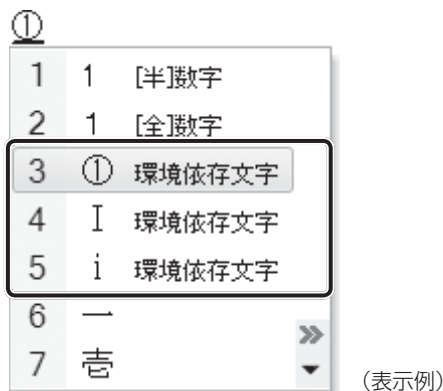 ①
1 1 [半]数字
2 1 [全]数字
3 ① 環境依存文字
4 Ⅰ 環境依存文字
5 ⅰ 環境依存文字
6 一
7 壱
(表示例)